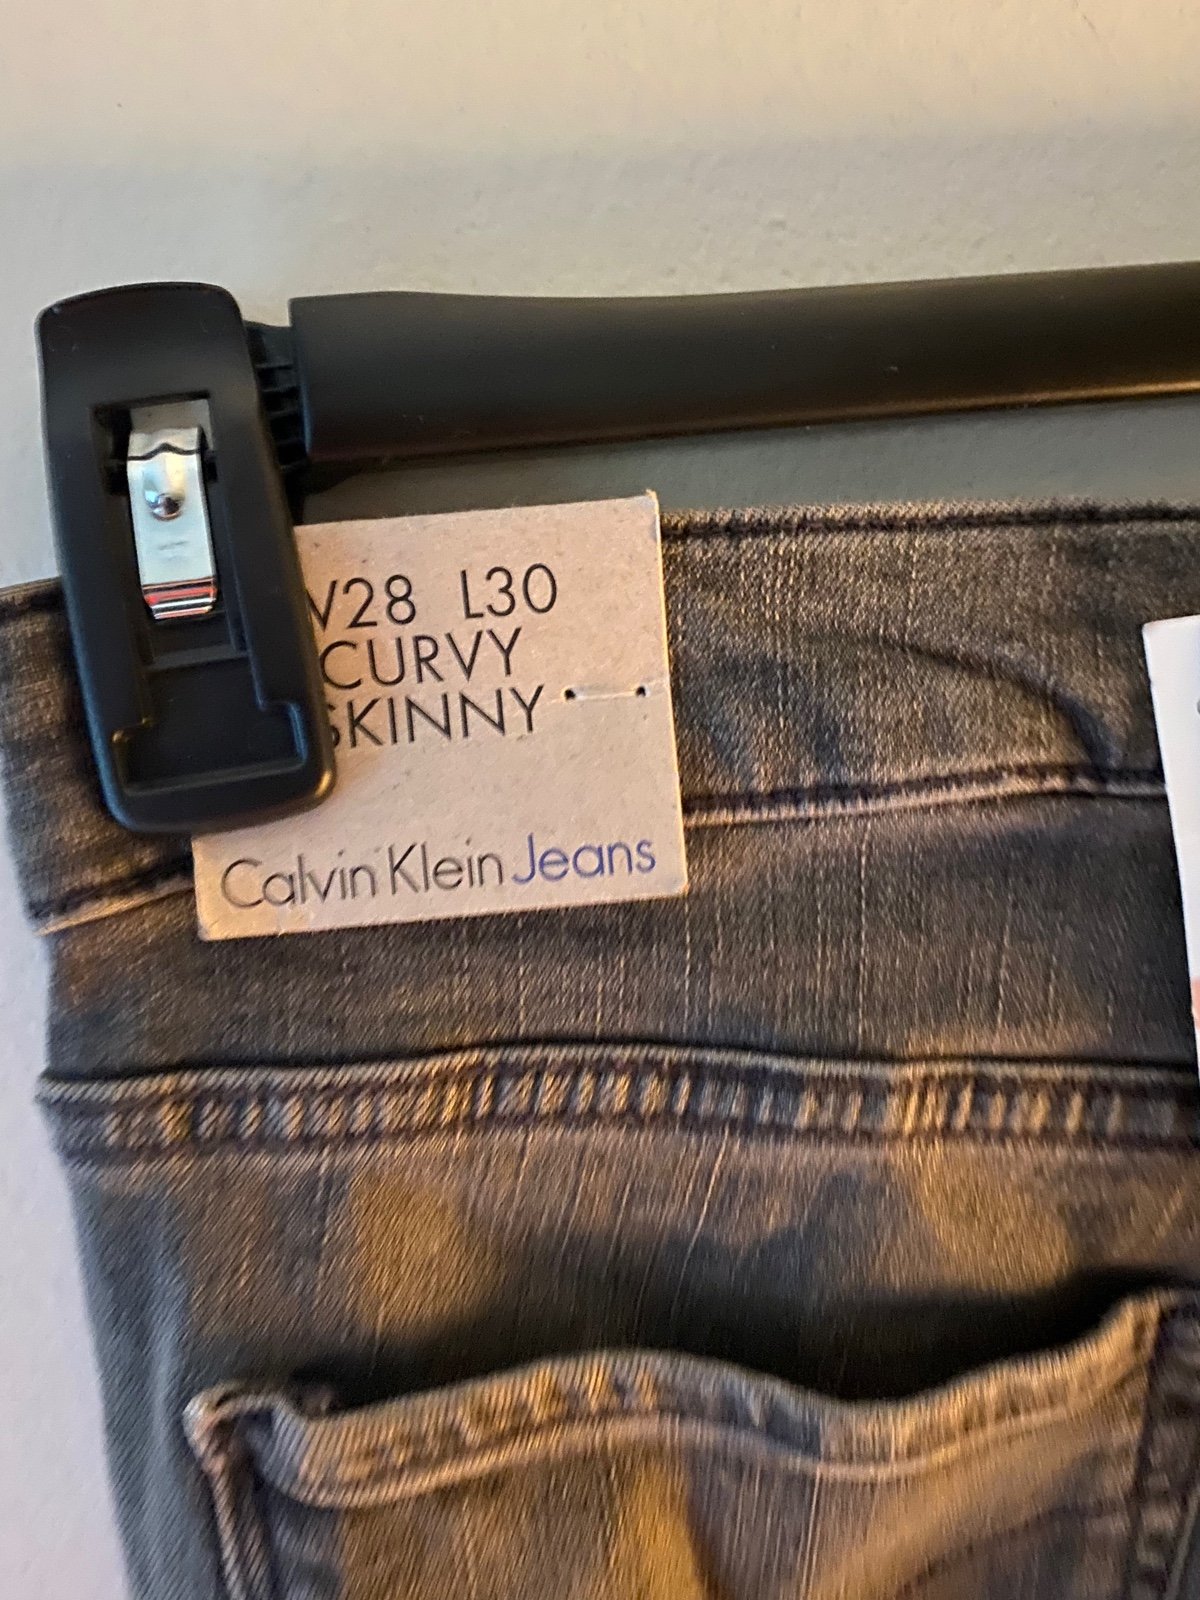 W28 L30
CURVY
SKINNY
Calvin Klein Jeans